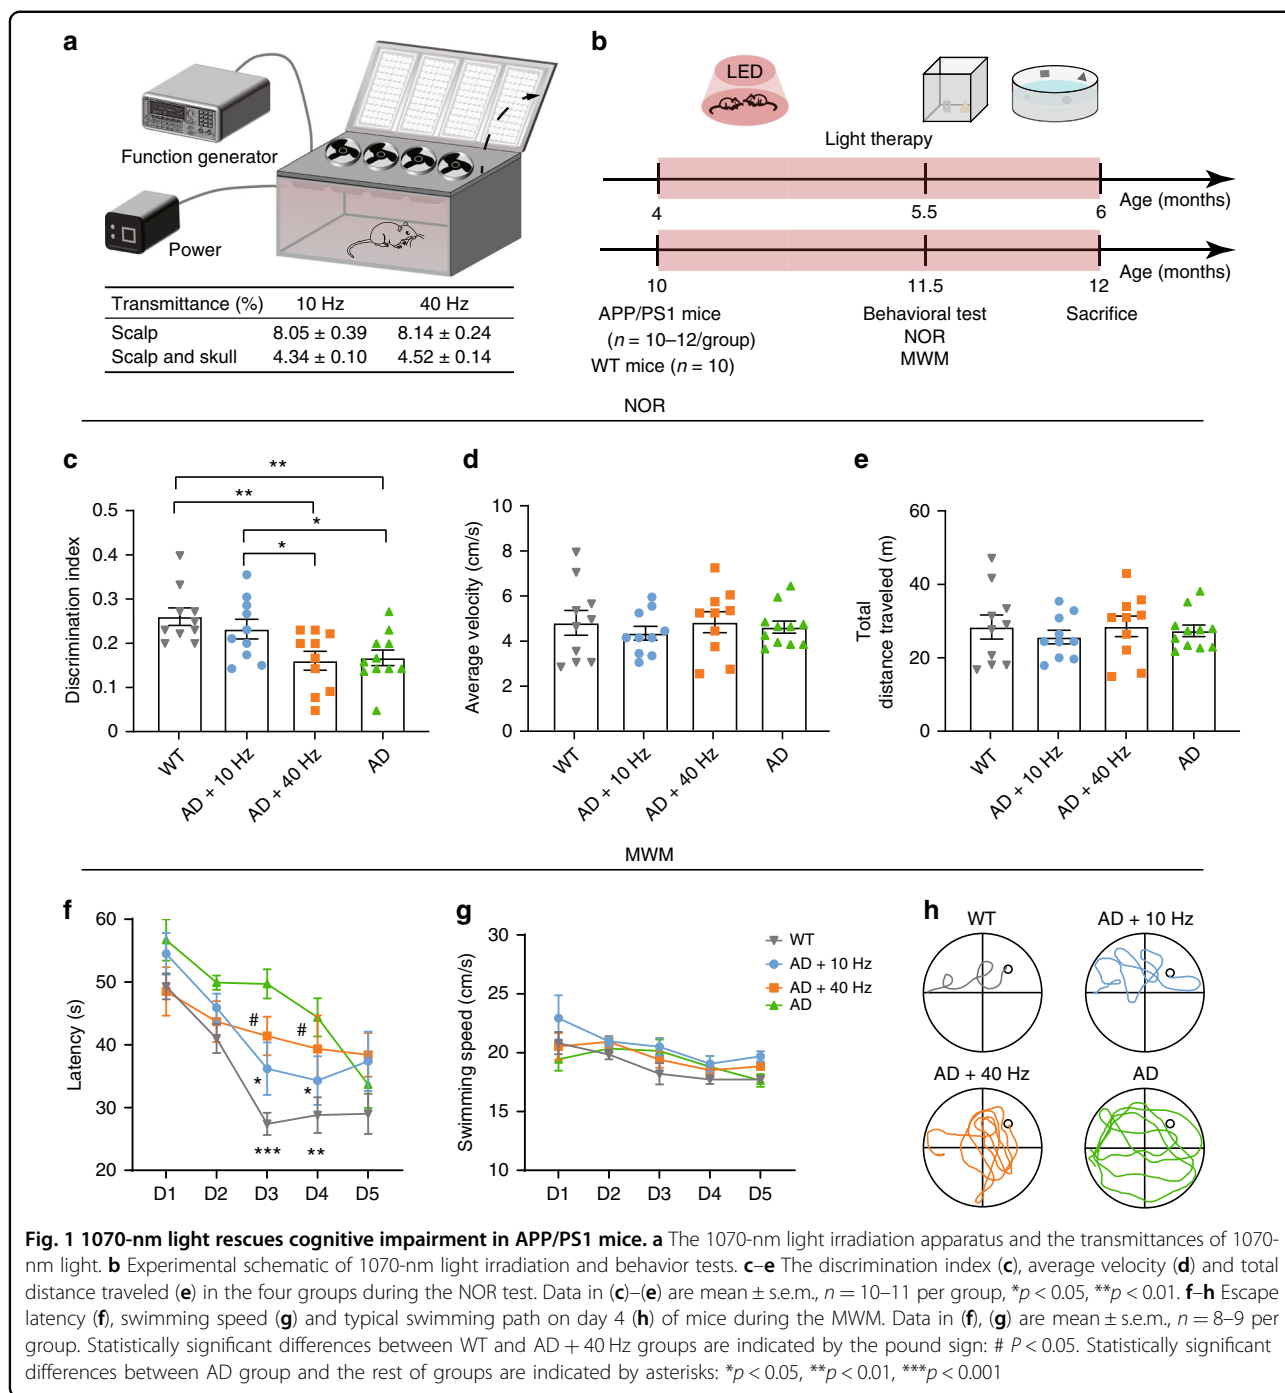 a
Function generator
Power
Transmittance (%) 10 Hz 40 Hz
Scalp 8.05 ± 0.39 8.14 ± 0.24
Scalp and skull 4.34 ± 0.10 4.52 ± 0.14
b
LED
Light therapy
4 5.5 6 Age (months)
Age (months)
10 11.5 12
APP/PS1 mice Behavioral test Sacrifice
(n = 10–12/group) NOR
WT mice (n = 10) MWM
NOR
c
**
**
*
*
Discrimination index
0.5
0.4
0.3
0.2
0.1
0
WT AD + 10 Hz AD + 40 Hz AD
d
Average velocity (cm/s)
10
8
6
4
2
0
WT AD + 10 Hz AD + 40 Hz AD
e
Total
distance traveled (m)
60
40
20
0
WT AD + 10 Hz AD + 40 Hz AD
MWM
f
Latency (s)
60
50
40
30
20
# #
* *
*** **
D1 D2 D3 D4 D5
g
Swimming speed (cm/s)
30
25
20
15
10
D1 D2 D3 D4 D5
WT
AD + 10 Hz
AD + 40 Hz
AD
h
WT AD + 10 Hz
AD + 40 Hz AD
Fig. 1 1070-nm light rescues cognitive impairment in APP/PS1 mice. a The 1070-nm light irradiation apparatus and the transmittances of 1070-
nm light. b Experimental schematic of 1070-nm light irradiation and behavior tests. c–e The discrimination index (c), average velocity (d) and total
distance traveled (e) in the four groups during the NOR test. Data in (c)–(e) are mean ± s.e.m., n = 10–11 per group, *p < 0.05, **p < 0.01. f–h Escape
latency (f), swimming speed (g) and typical swimming path on day 4 (h) of mice during the MWM. Data in (f), (g) are mean ± s.e.m., n = 8–9 per
group. Statistically significant differences between WT and AD + 40 Hz groups are indicated by the pound sign: # P < 0.05. Statistically significant
differences between AD group and the rest of groups are indicated by asterisks: *p < 0.05, **p < 0.01, ***p < 0.001